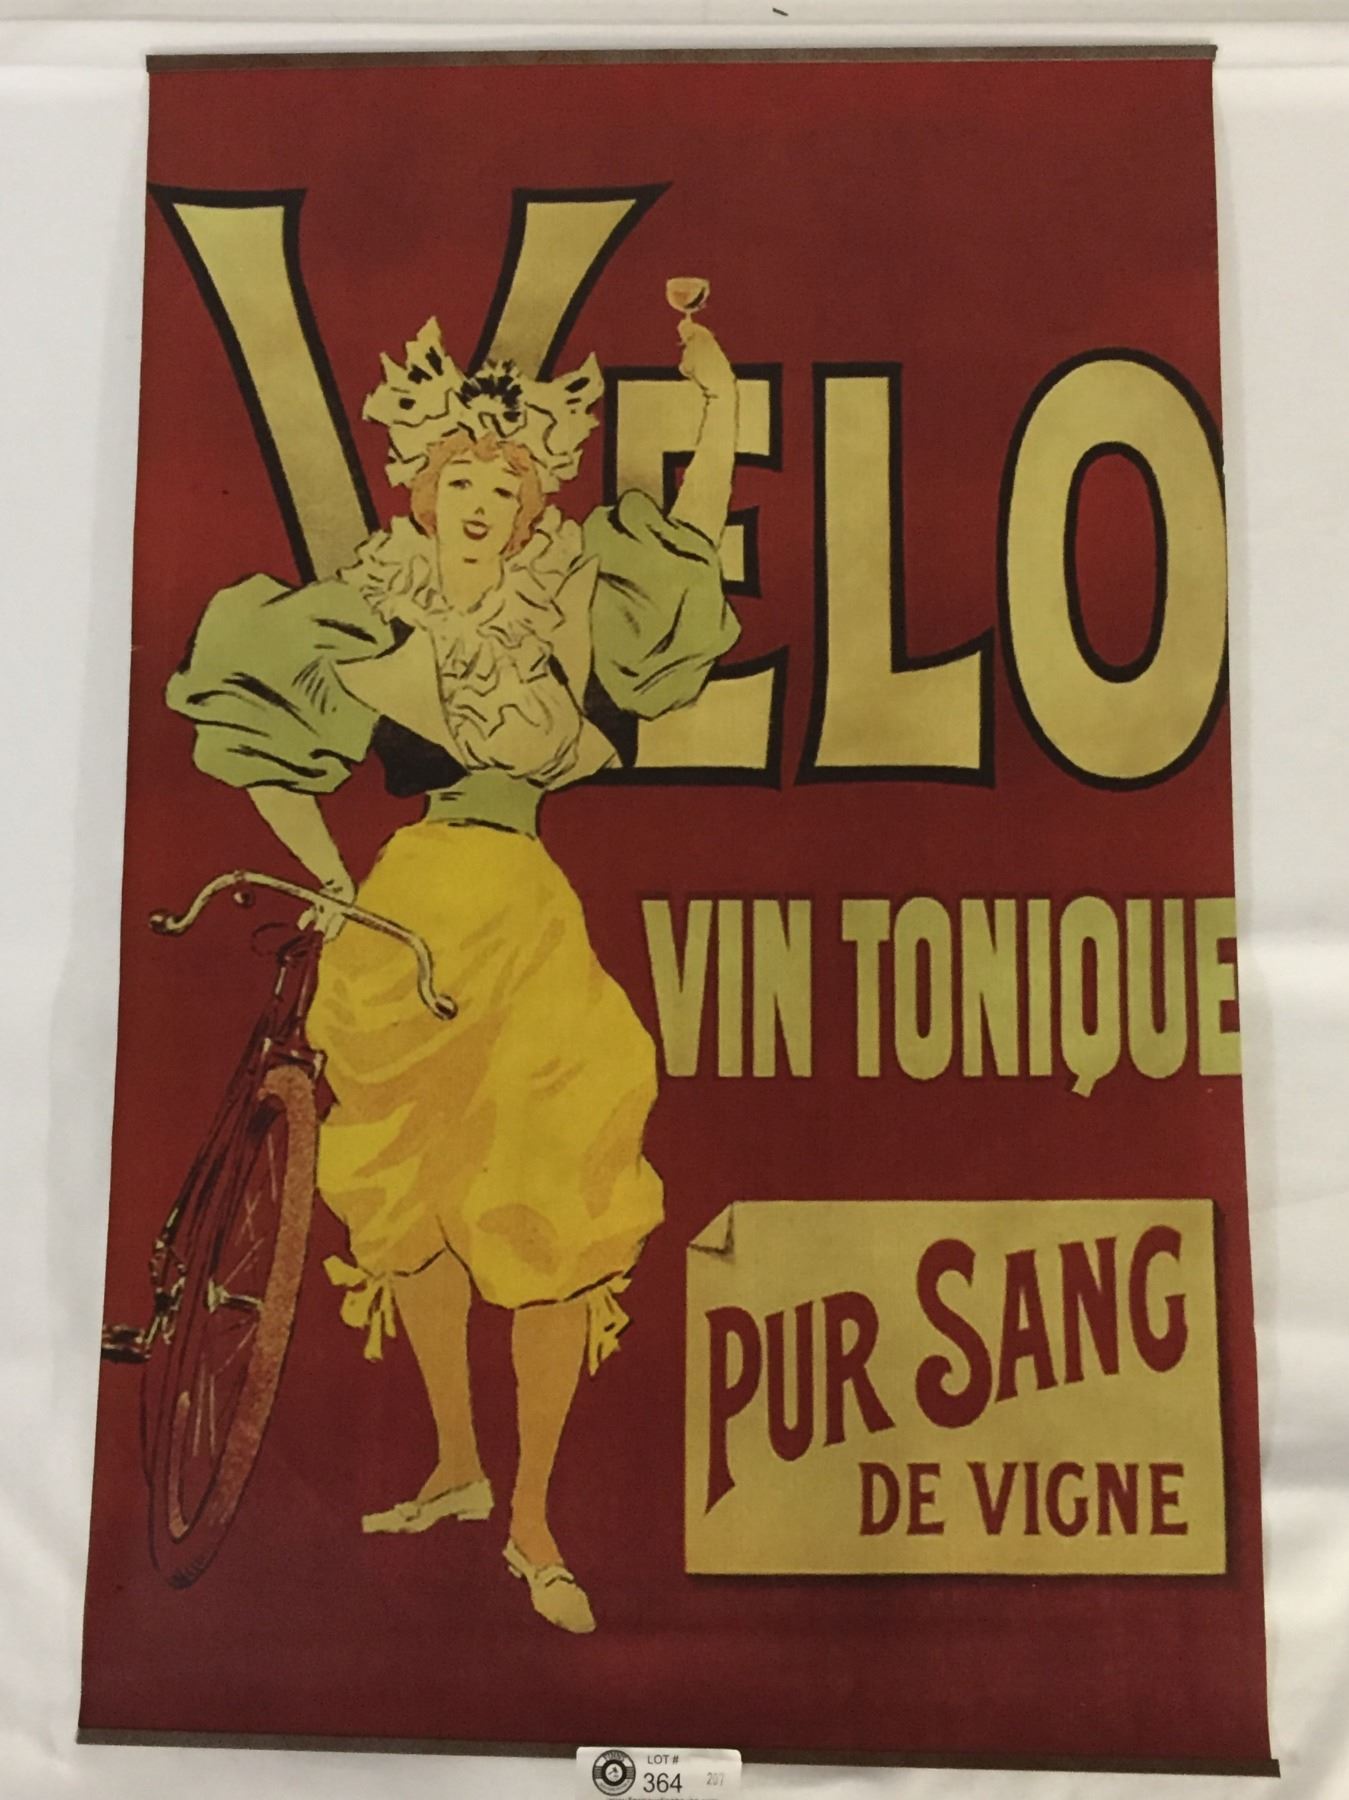 VELO
VIN TONIQUE
PUR SANG
DE VIGNE
LOT #
364 207